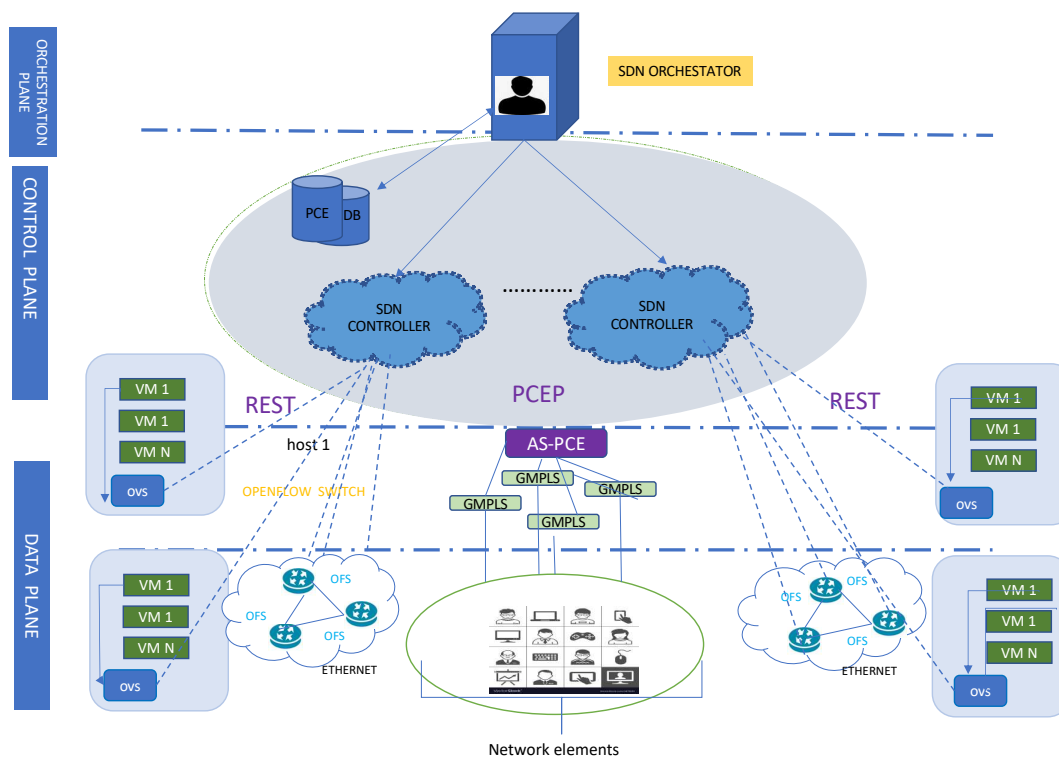 ORCHESTRATION
PLANE
SDN ORCHESTATOR
CONTROL PLANE
PCE
DB
SDN
CONTROLLER
…………
SDN
CONTROLLER
VM 1
VM 1
VM N
OVS
REST
host 1
OPENFLOW SWITCH
PCEP
AS-PCE
GMPLS
GMPLS
GMPLS
GMPLS
REST
VM 1
VM 1
VM N
OVS
DATA PLANE
VM 1
VM 1
VM N
OVS
OFS
OFS
OFS
ETHERNET
Network elements
OFS
OFS
OFS
ETHERNET
VM 1
VM 1
VM N
OVS